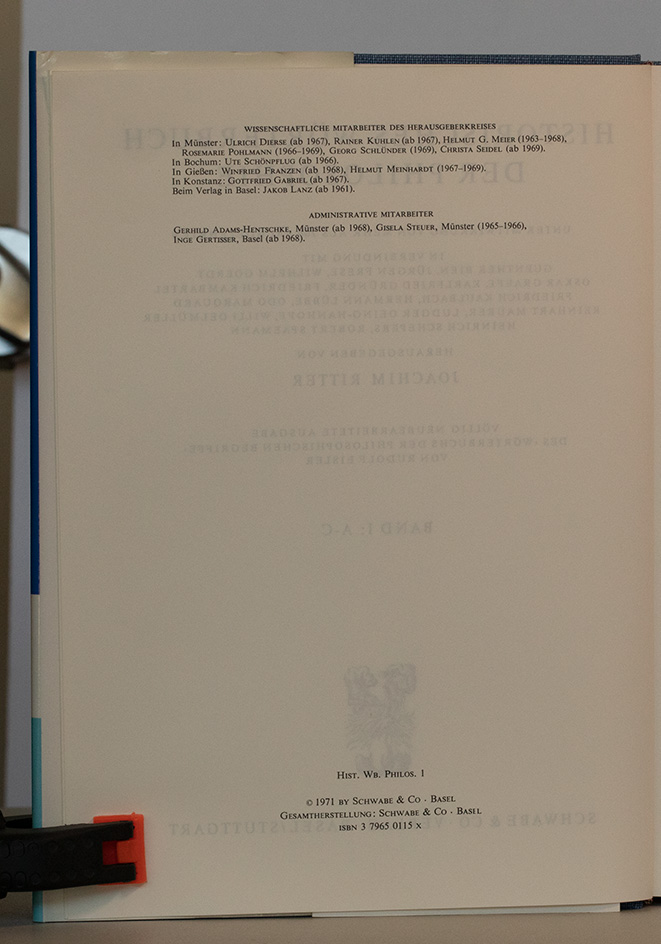 WISSENSCHAFTLICHE MITARBEITER DES HERAUSGEBERKREISES
In Münster: ULRICH DIERSE (ab 1967), RAINER KUHLEN (ab 1967), HELMUT G. MEIER (1963–1968),
ROSEMARIE POHLMANN (1966–1969), GEORG SCHLÜNDER (1969), CHRISTA SEIDEL (ab 1969).
In Bochum: UTE SCHÖNPFLUG (ab 1966).
In Gießen: WINFRIED FRANZEN (ab 1968), HELMUT MEINHARDT (1967–1969).
In Konstanz: GOTTFRIED GABRIEL (ab 1967).
Beim Verlag in Basel: JAKOB LANZ (ab 1961).
ADMINISTRATIVE MITARBEITER
GERHILD ADAMS-HENTSCHKE, Münster (ab 1968), GISELA STEUER, Münster (1965–1966),
INGE GERTISSER, Basel (ab 1968).
HIST. WB. PHILOS. 1
© 1971 BY SCHWABE & CO · BASEL
GESAMTHERSTELLUNG: SCHWABE & CO · BASEL
ISBN 3 7965 0115 X